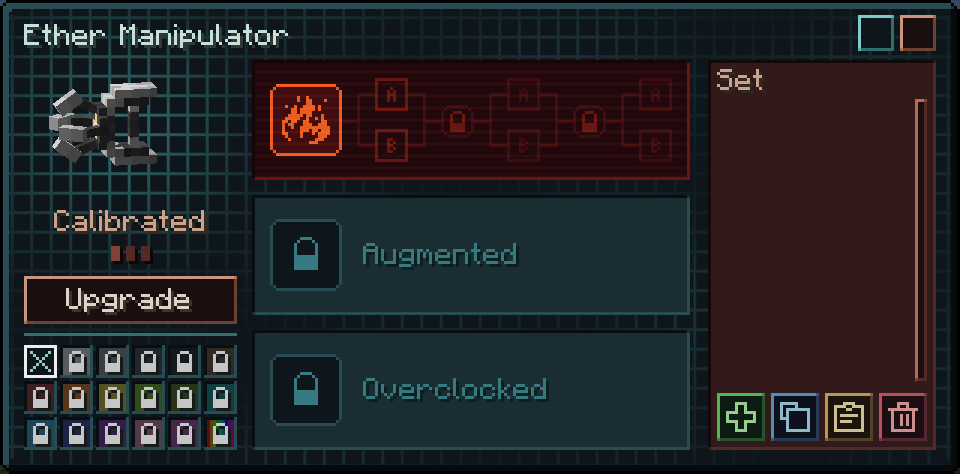 Ether Manipulator
Calibrated
Upgrade
A
B
A
B
A
B
Augmented
Overclocked
Set